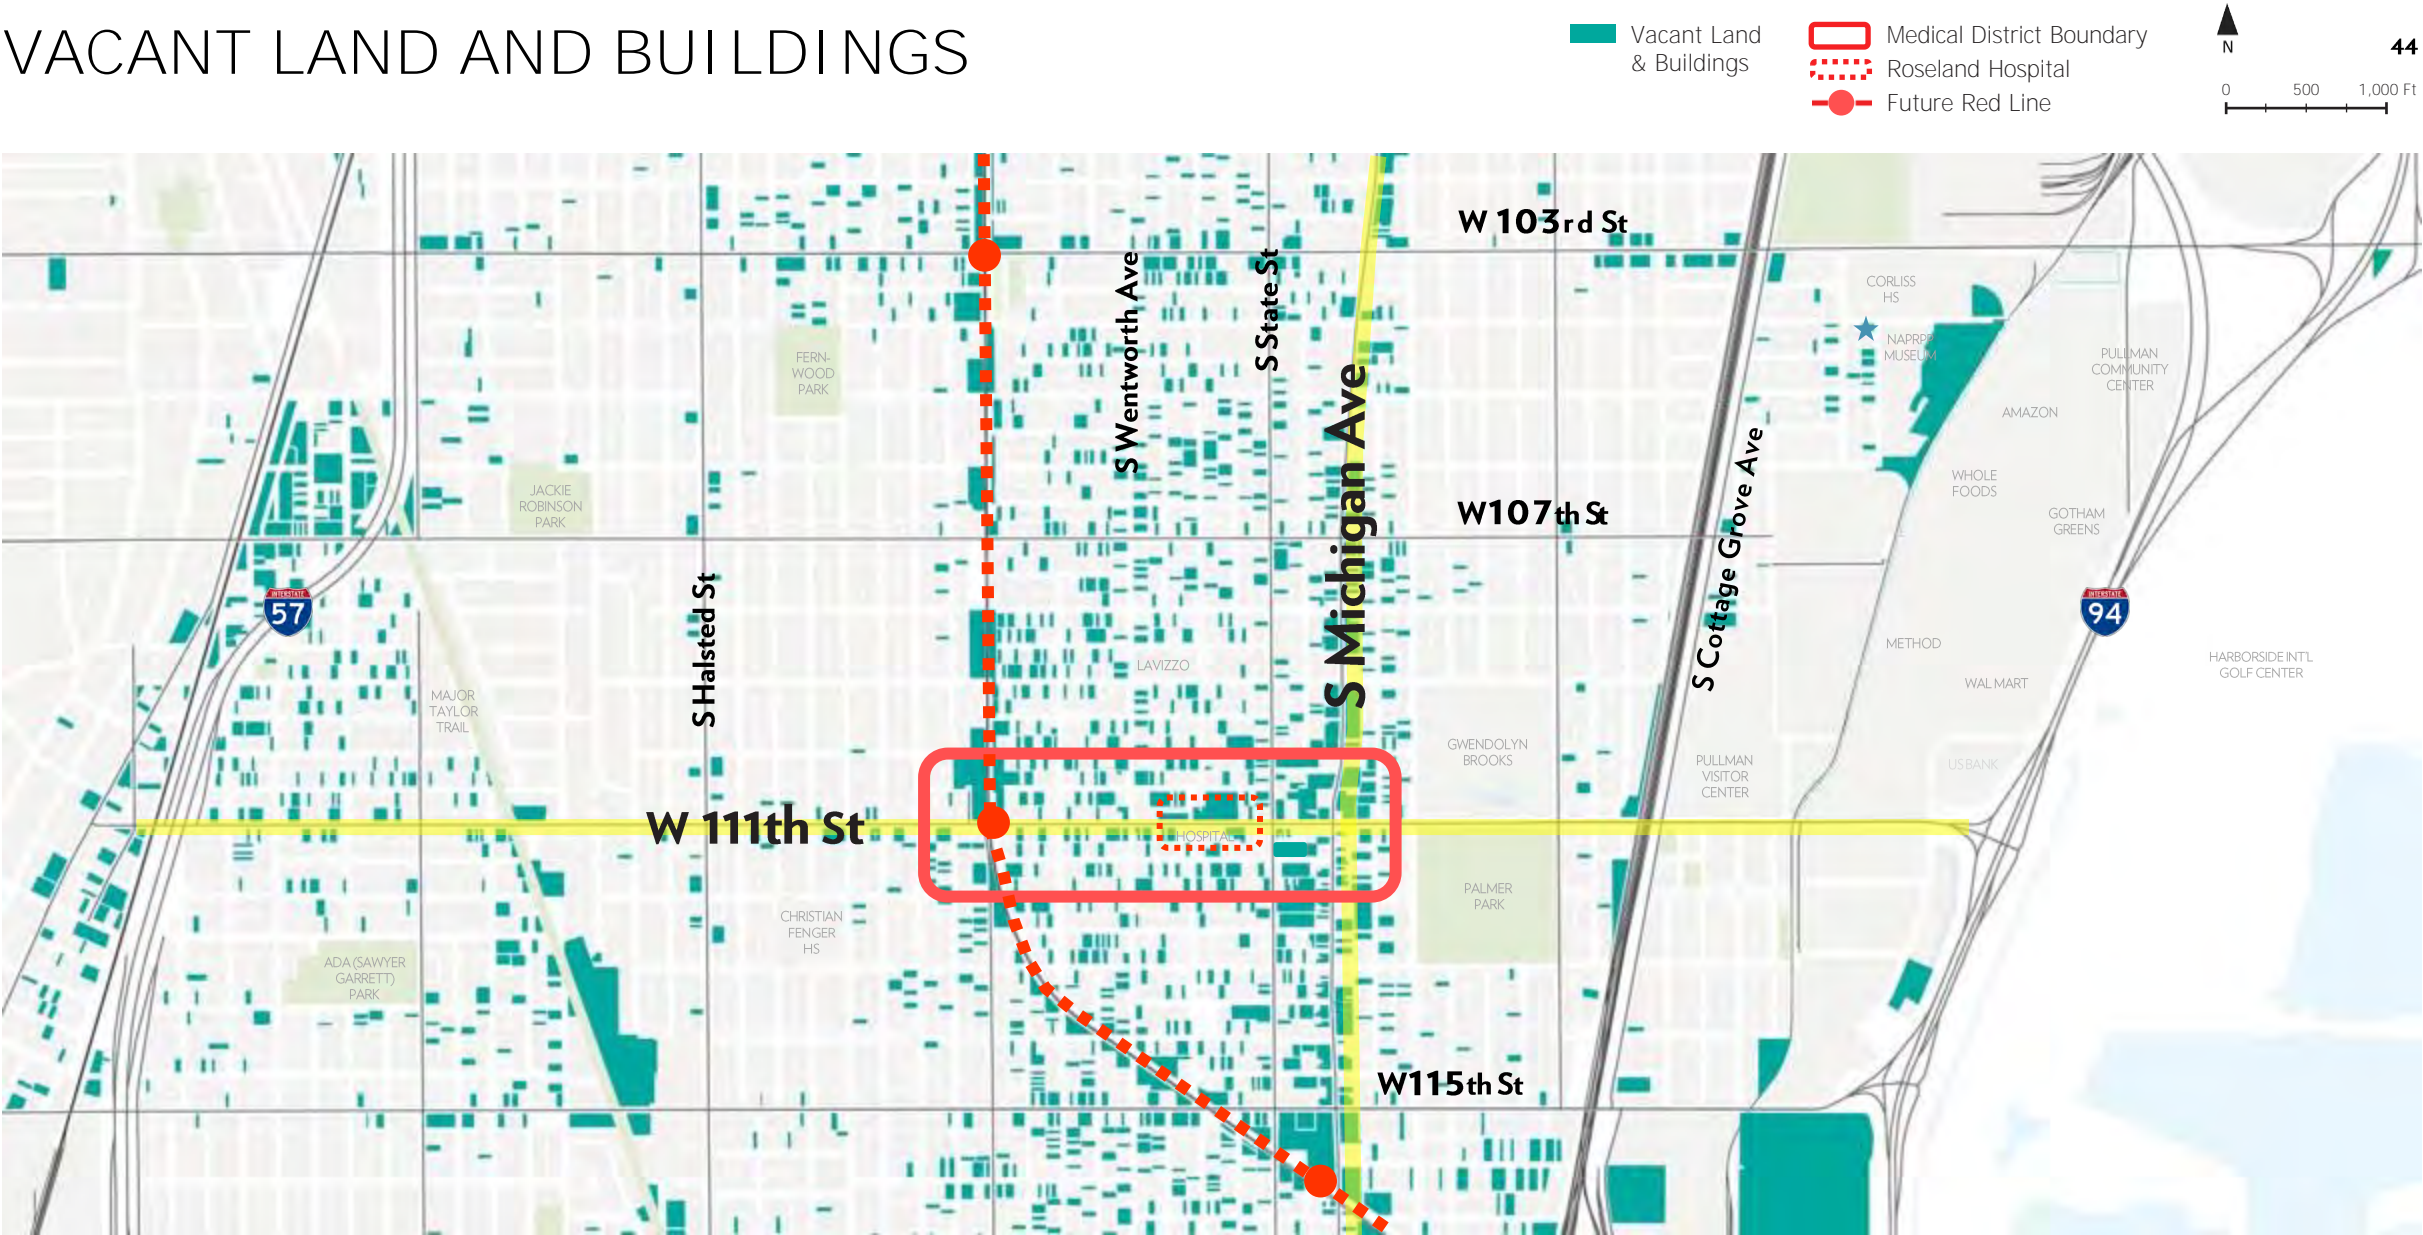 VACANT LAND AND BUILDINGS
Vacant Land
& Buildings
Medical District Boundary
Roseland Hospital
Future Red Line
N
0 500 1,000 Ft
44
W 103rd St
S Wentworth Ave
S State St
S Michigan Ave
CORLISS
HS
NAPRPR
MUSEUM
PULLMAN
COMMUNITY
CENTER
FERN-
WOOD
PARK
AMAZON
S Cottage Grove Ave
JACKIE
ROBINSON
PARK
WHOLE
FOODS
W107th St
GOTHAM
GREENS
INTERSTATE
57
S Halsted St
INTERSTATE
94
METHOD
LAVIZZO
HARBORSIDE INT'L
GOLF CENTER
WAL MART
MAJOR
TAYLOR
TRAIL
GWENDOLYN
BROOKS
PULLMAN
VISITOR
CENTER
US BANK
W 111th St
HOSPITAL
PALMER
PARK
CHRISTIAN
FENGER
HS
ADA (SAWYER
GARRETT)
PARK
W115th St